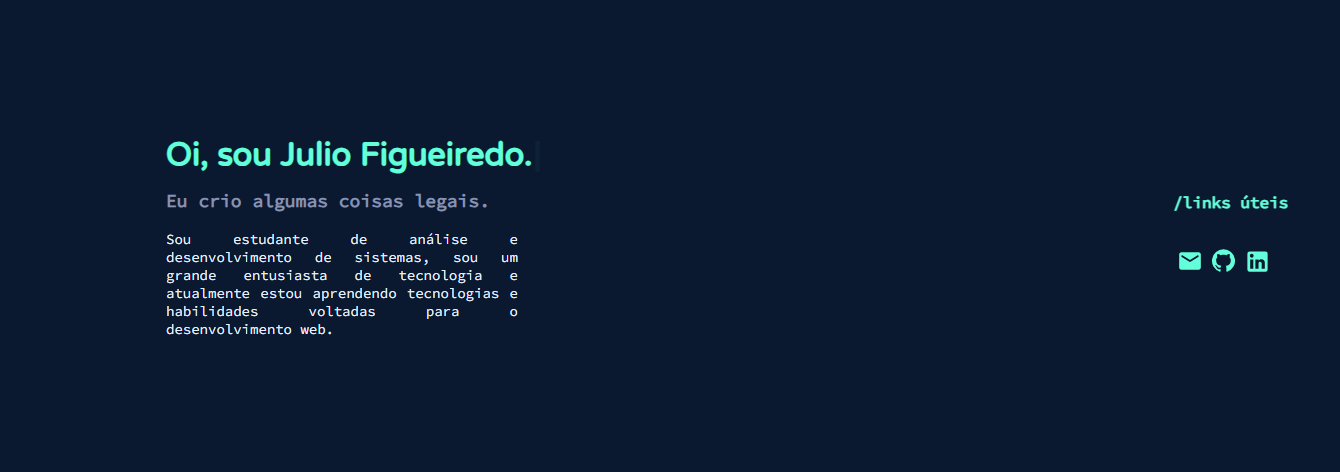 Oi, sou Julio Figueiredo.
Eu crio algumas coisas legais.
Sou estudante de análise e
desenvolvimento de sistemas, sou um
grande entusiasta de tecnologia e
atualmente estou aprendendo tecnologias e
habilidades voltadas para o
desenvolvimento web.
/links úteis